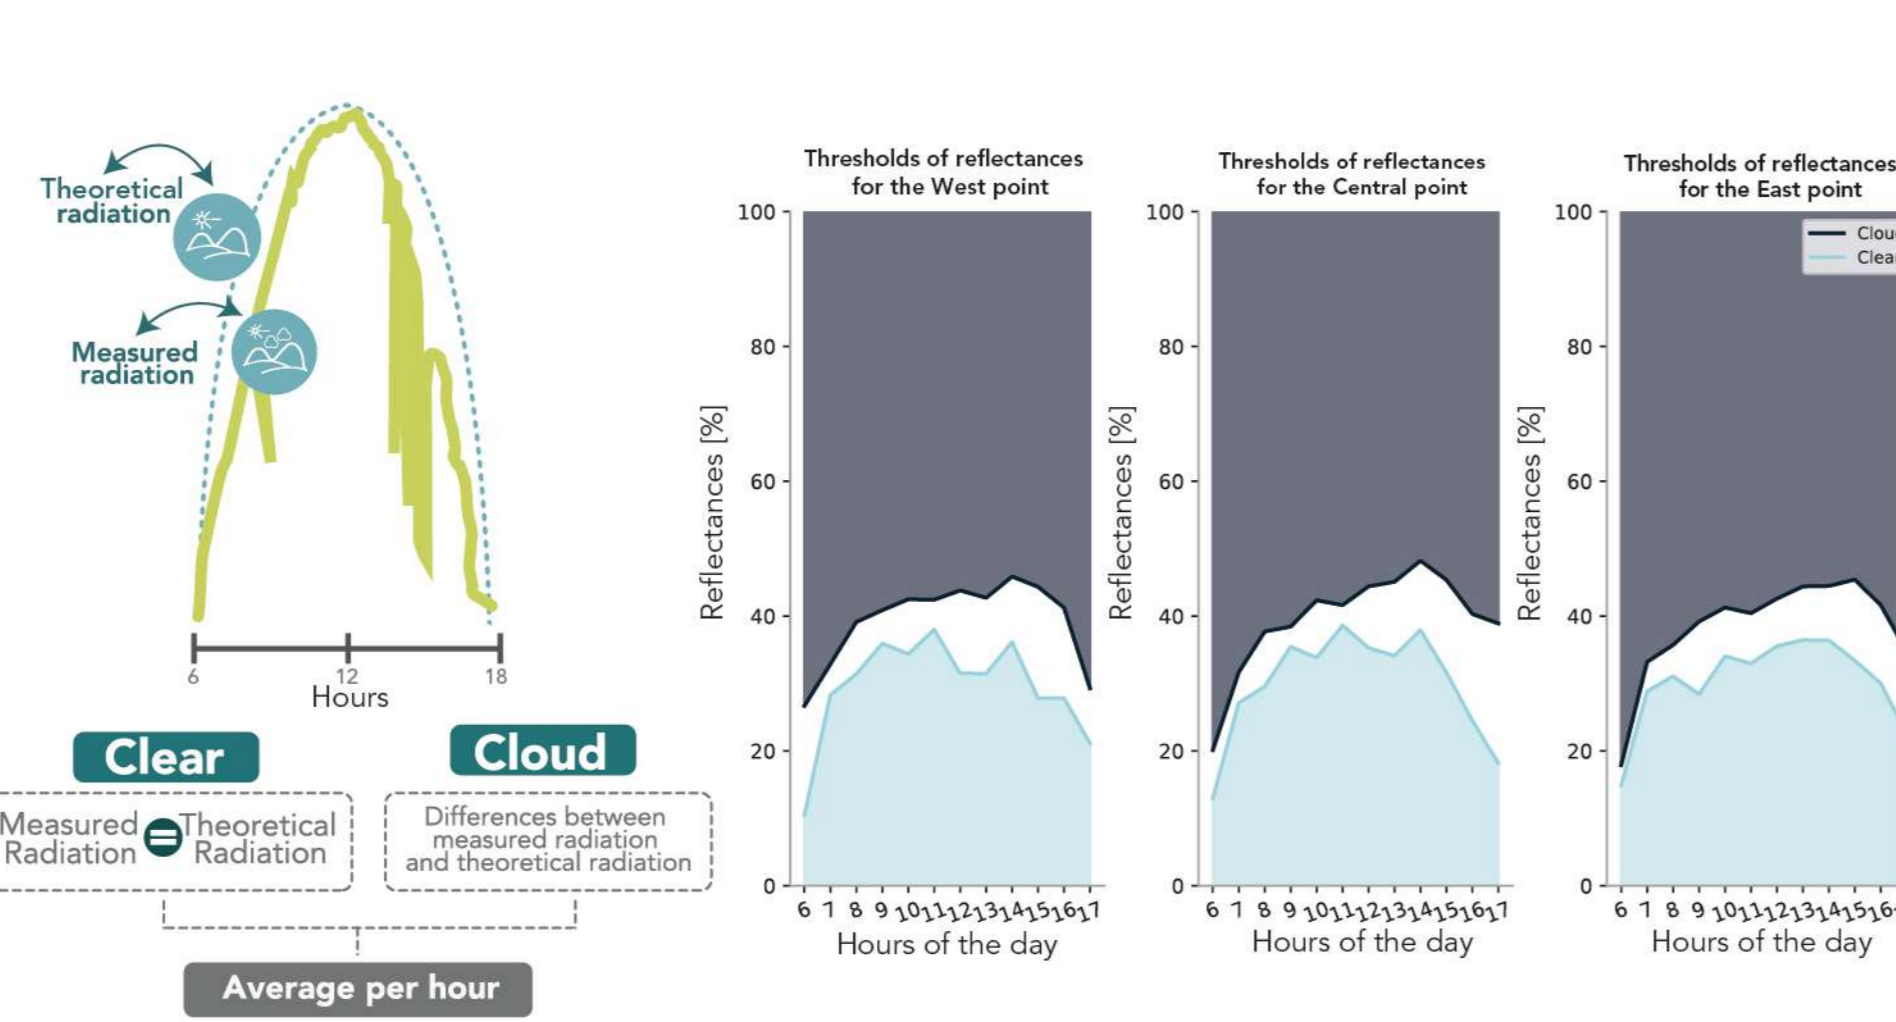 Theoretical
radiation
Measured
radiation
6
12
18
Hours
Clear
Measured
Radiation
=
Theoretical
Radiation
Cloud
Differences between
measured radiation
and theoretical radiation
Average per hour
Thresholds of reflectances
for the West point
Reflectances [%]
100
80
60
40
20
0
6 7 8 9 10 11 12 13 14 15 16 17
Hours of the day
Thresholds of reflectances
for the Central point
Reflectances [%]
100
80
60
40
20
0
6 7 8 9 10 11 12 13 14 15 16 17
Hours of the day
Thresholds of reflectances
for the East point
Reflectances [%]
100
80
60
40
20
0
Clou
Clea
6 7 8 9 10 11 12 13 14 15 16
Hours of the day